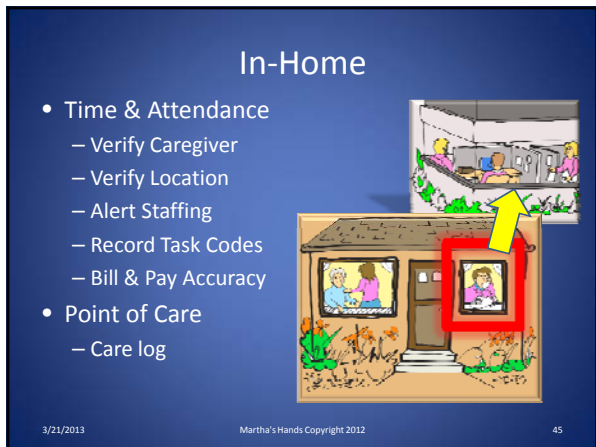 In-Home
• Time & Attendance
– Verify Caregiver
– Verify Location
– Alert Staffing
– Record Task Codes
– Bill & Pay Accuracy
• Point of Care
– Care log
3/21/2013
Martha's Hands Copyright 2012
45